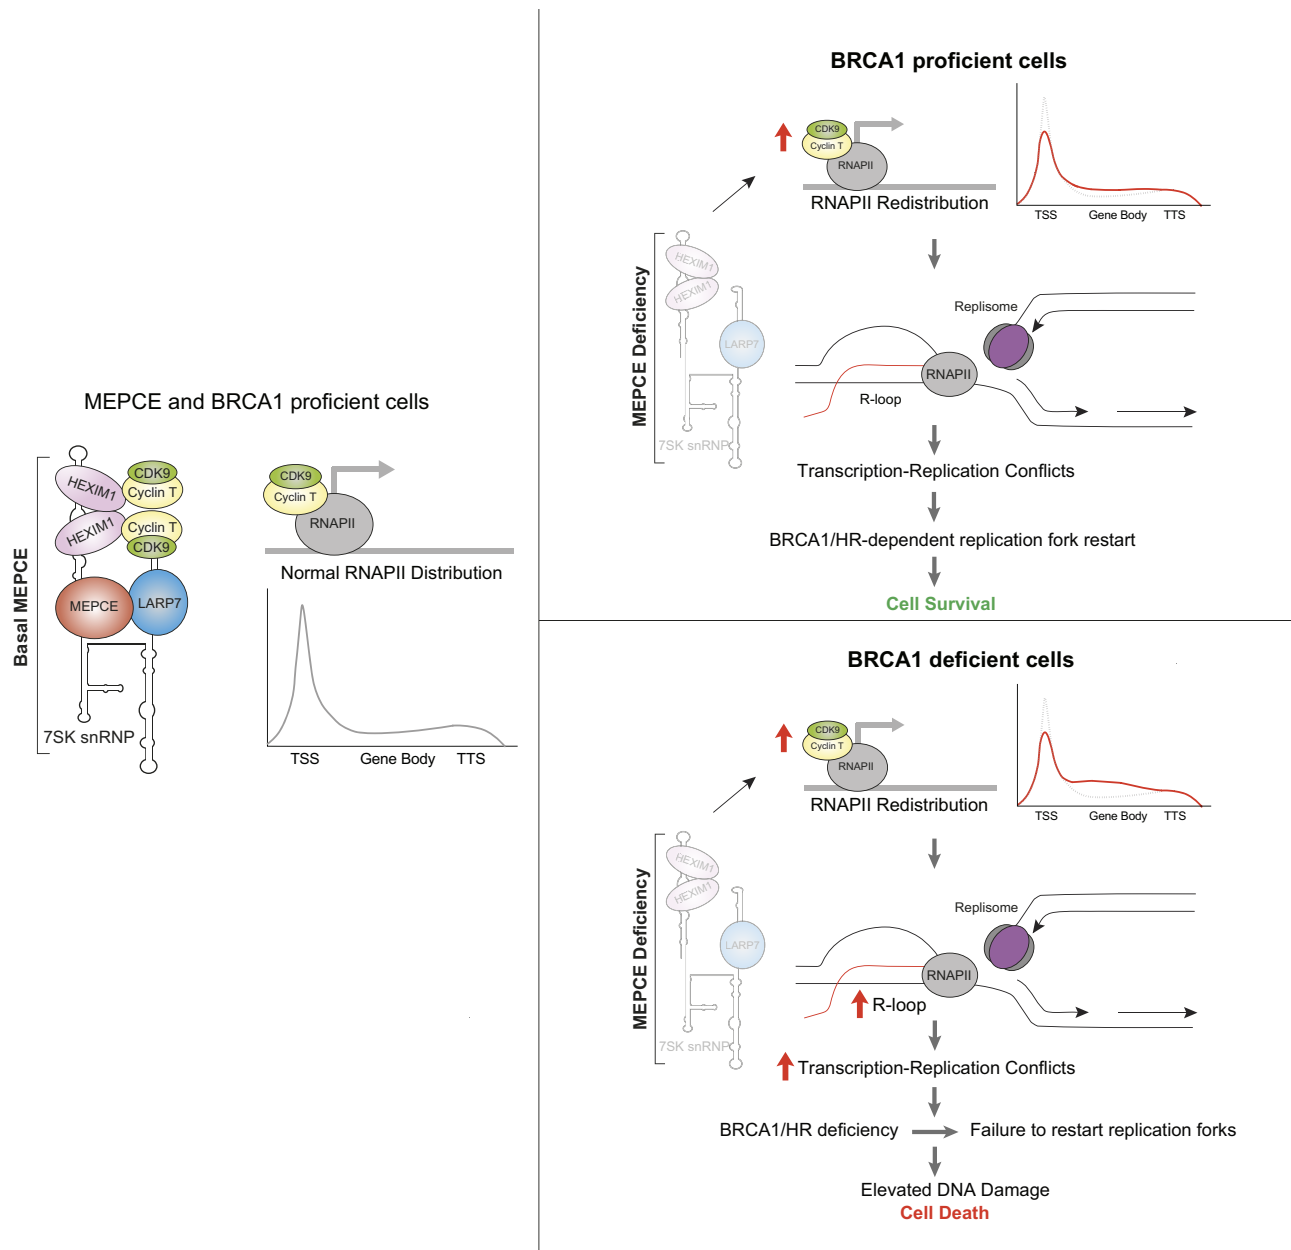 MEPCE and BRCA1 proficient cells
Basal MEPCE
HEXIM1
HEXIM1
CDK9
Cyclin T
Cyclin T
CDK9
MEPCE
LARP7
7SK snRNP
CDK9
Cyclin T
RNAPII
Normal RNAPII Distribution
TSS
Gene Body
TTS
BRCA1 proficient cells
CDK9
Cyclin T
RNAPII
RNAPII Redistribution
TSS
Gene Body
TTS
MEPCE Deficiency
HEXIM1
HEXIM1
LARP7
7SK snRNP
Replisome
RNAPII
R-loop
Transcription-Replication Conflicts
BRCA1/HR-dependent replication fork restart
Cell Survival
BRCA1 deficient cells
CDK9
Cyclin T
RNAPII
RNAPII Redistribution
TSS
Gene Body
TTS
MEPCE Deficiency
HEXIM1
HEXIM1
LARP7
7SK snRNP
Replisome
RNAPII
R-loop
Transcription-Replication Conflicts
BRCA1/HR deficiency
Failure to restart replication forks
Elevated DNA Damage
Cell Death